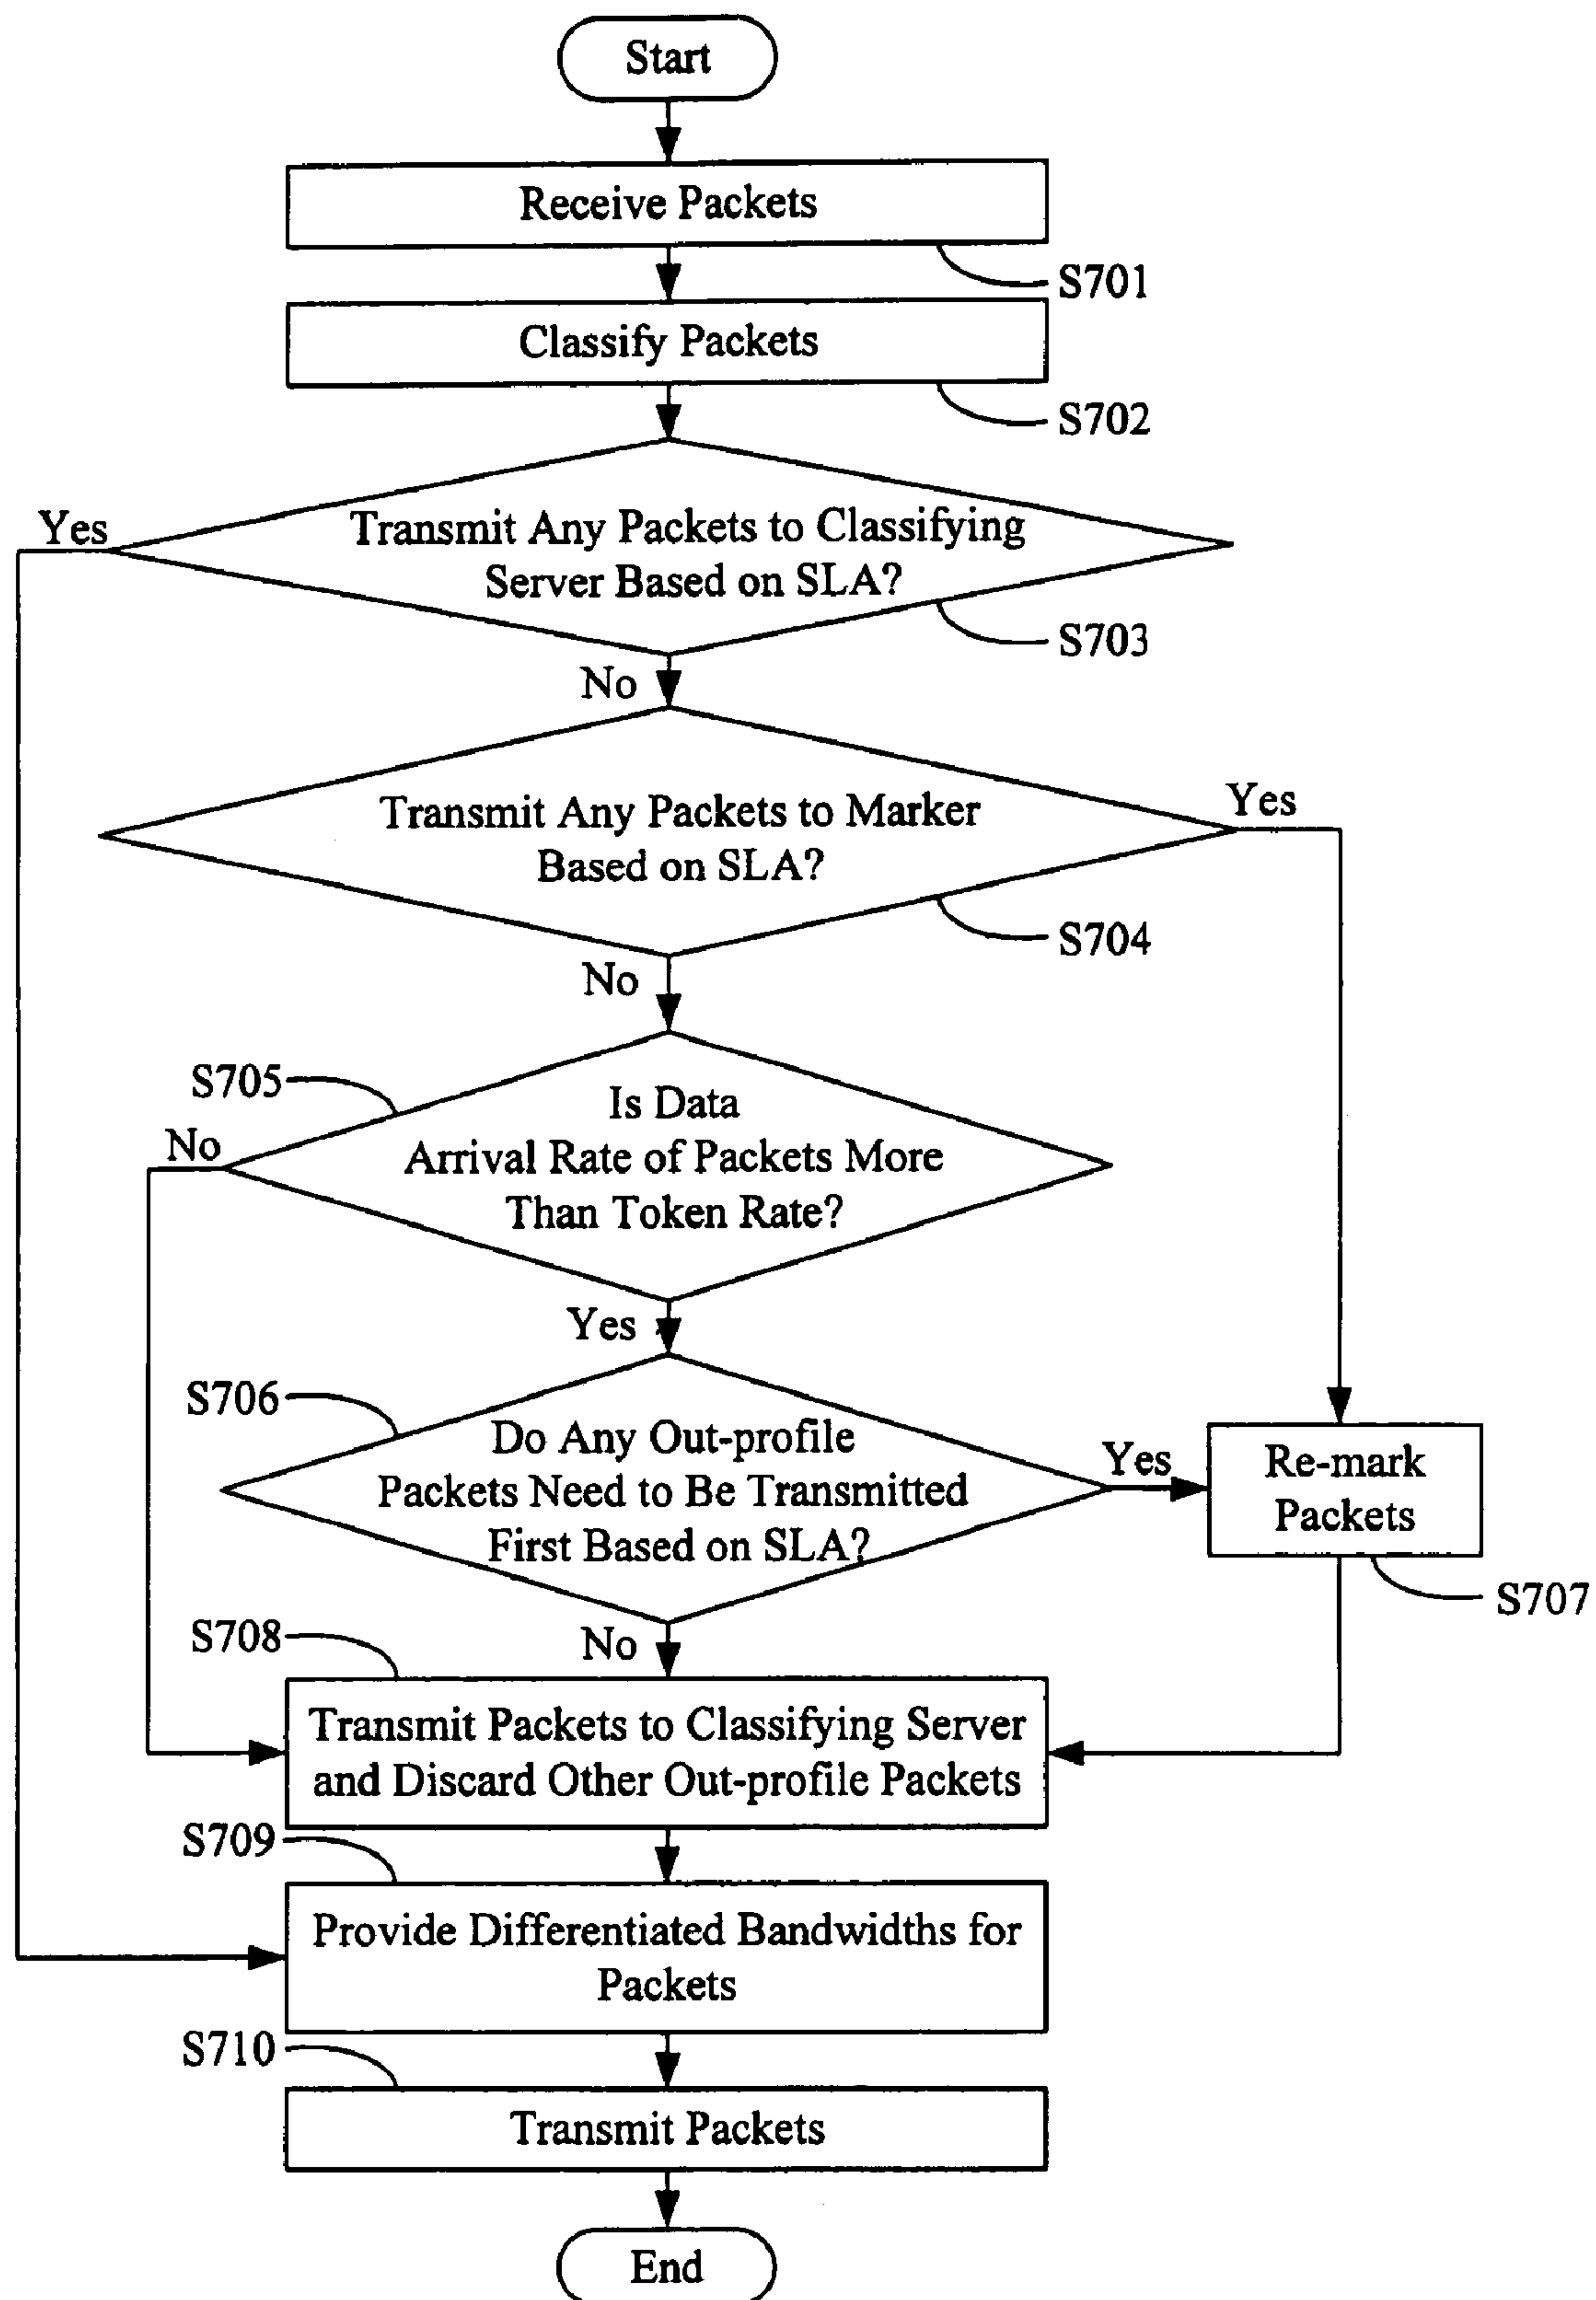 Start
Receive Packets
S701
Classify Packets
S702
Yes
Transmit Any Packets to Classifying
Server Based on SLA?
S703
No
Transmit Any Packets to Marker
Based on SLA?
Yes
S704
No
S705
Is Data
Arrival Rate of Packets More
Than Token Rate?
No
Yes
S706
Do Any Out-profile
Packets Need to Be Transmitted
First Based on SLA?
Yes
Re-mark
Packets
S707
No
S708
Transmit Packets to Classifying Server
and Discard Other Out-profile Packets
S709
Provide Differentiated Bandwidths for
Packets
S710
Transmit Packets
End